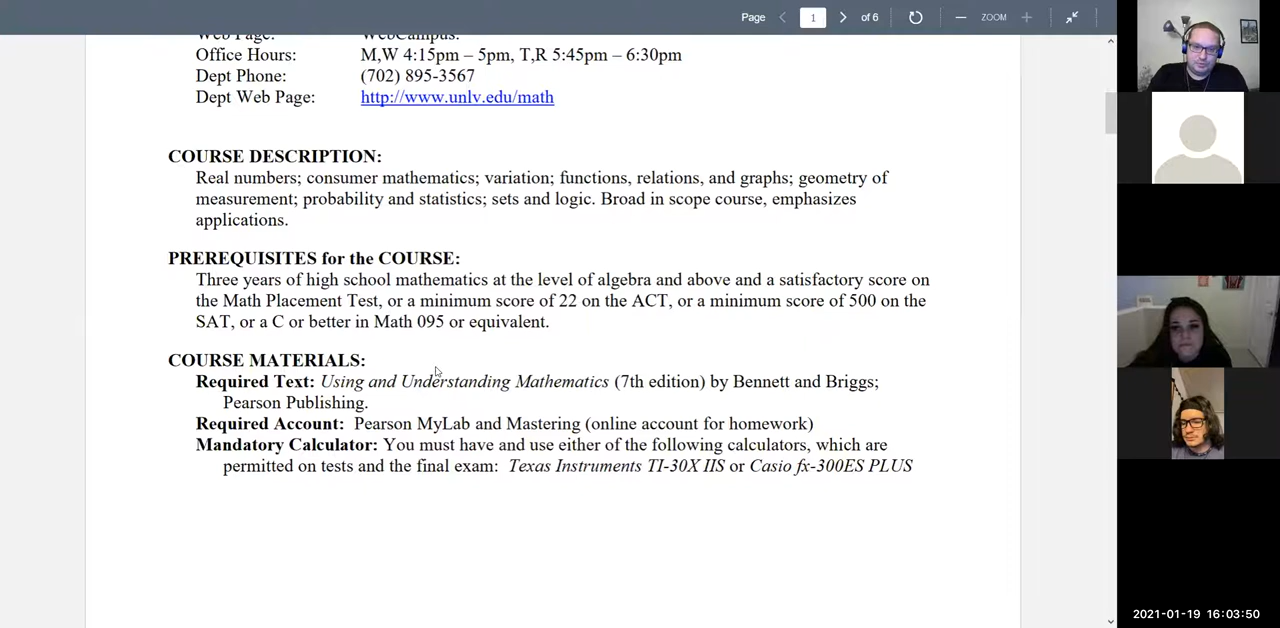 Page 1 of 6 ZOOM
Web Page: WebCampus.
Office Hours: M,W 4:15pm – 5pm, T,R 5:45pm – 6:30pm
Dept Phone: (702) 895-3567
Dept Web Page: http://www.unlv.edu/math
COURSE DESCRIPTION:
Real numbers; consumer mathematics; variation; functions, relations, and graphs; geometry of
measurement; probability and statistics; sets and logic. Broad in scope course, emphasizes
applications.
PREREQUISITES for the COURSE:
Three years of high school mathematics at the level of algebra and above and a satisfactory score on
the Math Placement Test, or a minimum score of 22 on the ACT, or a minimum score of 500 on the
SAT, or a C or better in Math 095 or equivalent.
COURSE MATERIALS:
Required Text: Using and Understanding Mathematics (7th edition) by Bennett and Briggs;
Pearson Publishing.
Required Account: Pearson MyLab and Mastering (online account for homework)
Mandatory Calculator: You must have and use either of the following calculators, which are
permitted on tests and the final exam: Texas Instruments TI-30X IIS or Casio fx-300ES PLUS
2021-01-19 16:03:50